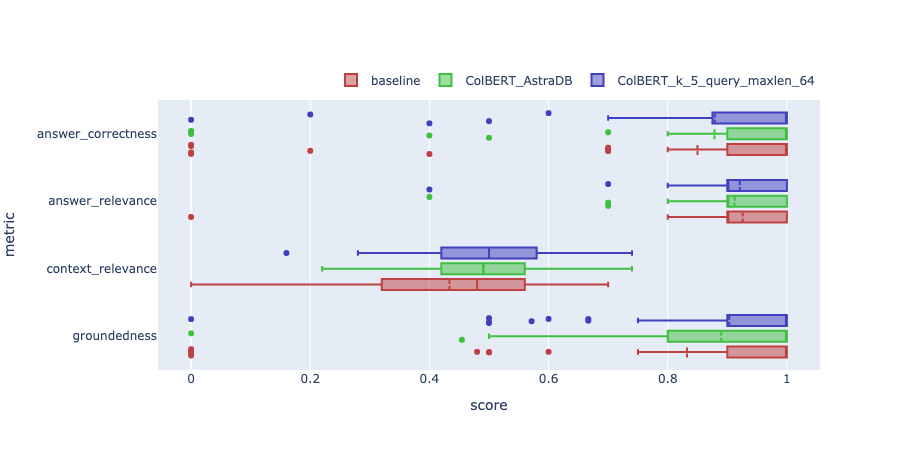 baseline ColBERT_AstraDB ColBERT_k_5_query_maxlen_64
answer_correctness
answer_relevance
context_relevance
groundedness
metric
0 0.2 0.4 0.6 0.8 1
score